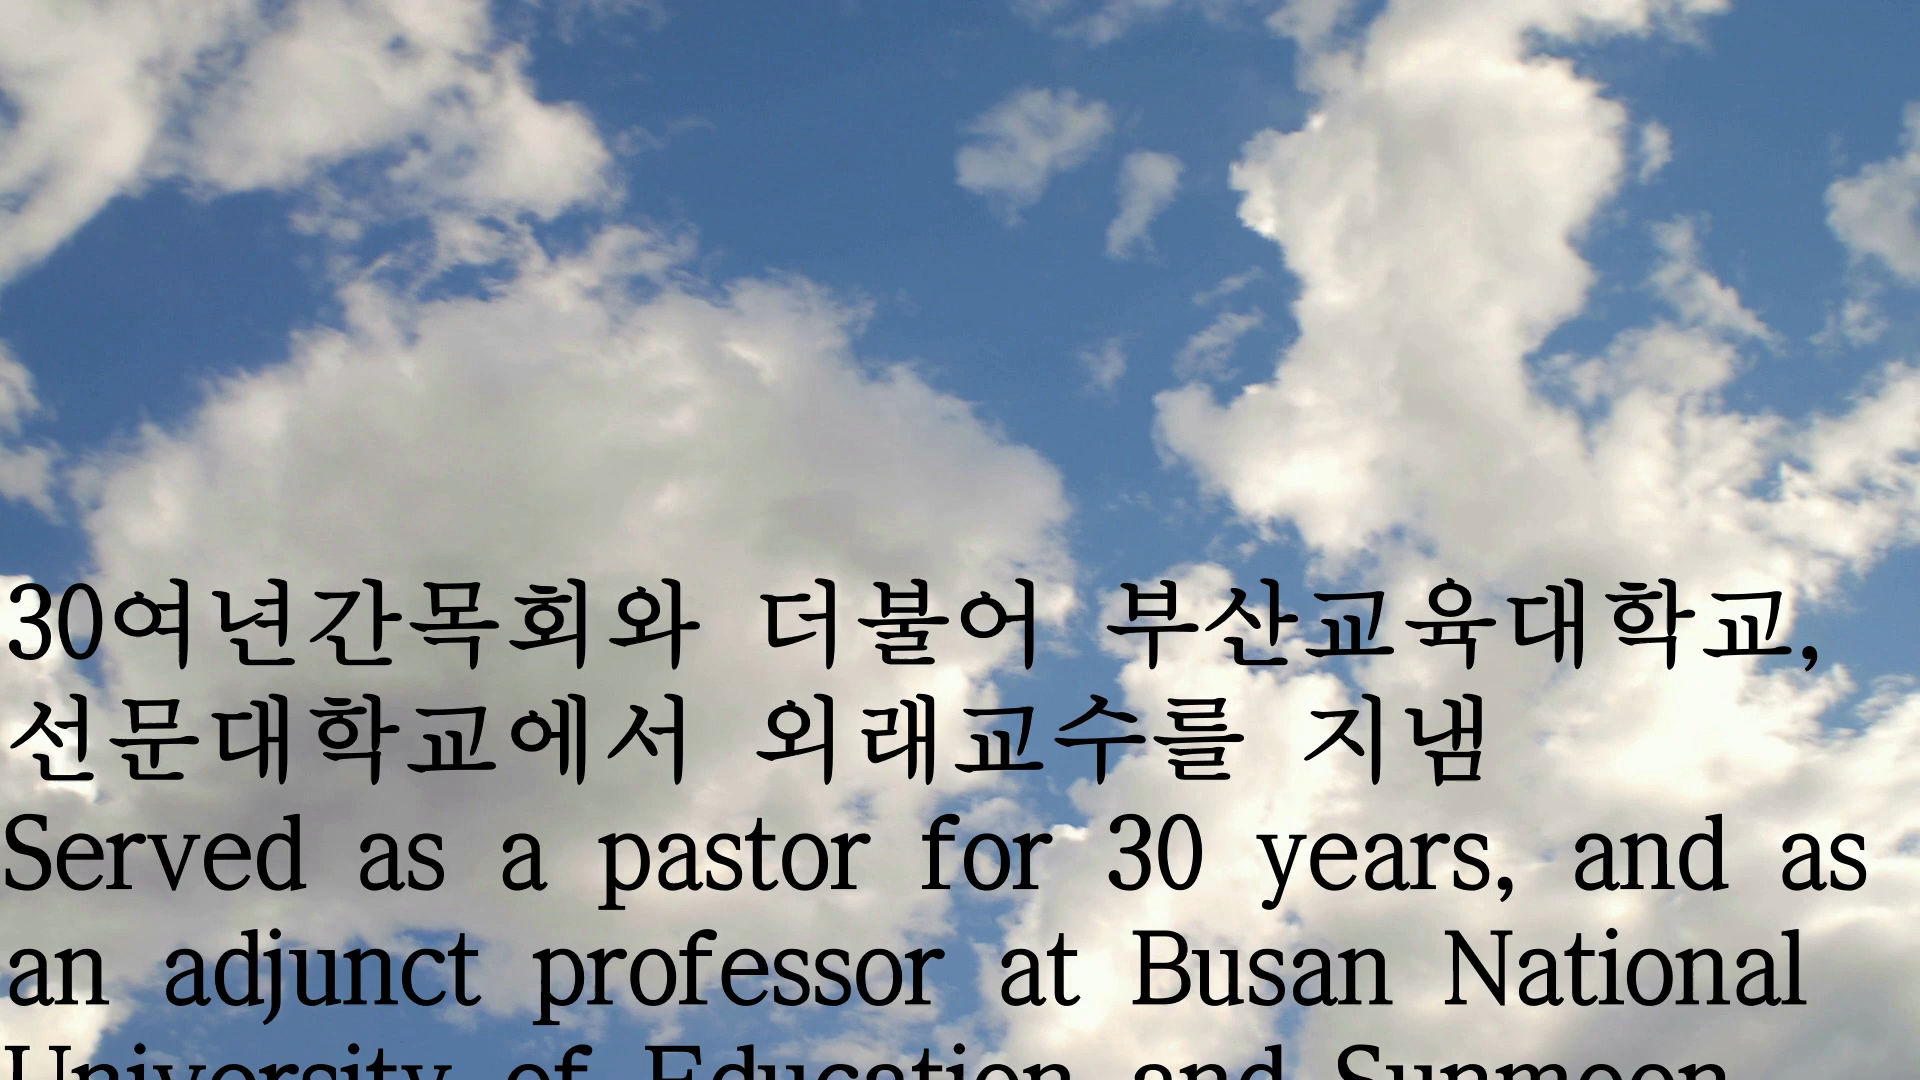 30여년간목회와 더불어 부산교육대학교,
선문대학교에서 외래교수를 지냄
Served as a pastor for 30 years, and as
an adjunct professor at Busan National
University of Education and Sunmoon